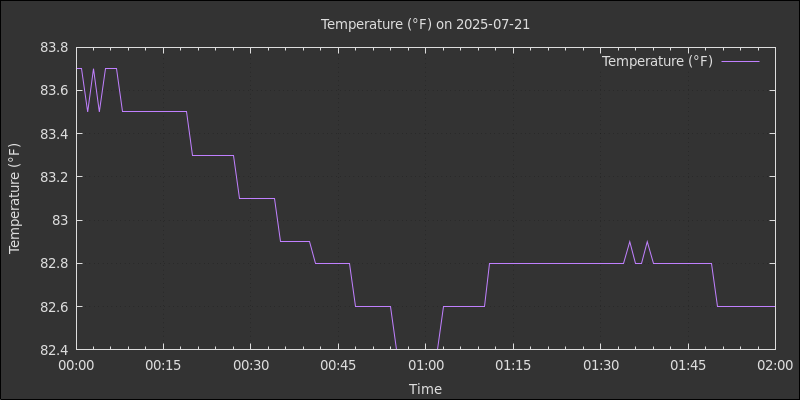 Temperature (°F) on 2025-07-21
Temperature (°F)
83.8
83.6
83.4
83.2
83
82.8
82.6
82.4
Temperature (°F)
00:00 00:15 00:30 00:45 01:00 01:15 01:30 01:45 02:00
Time